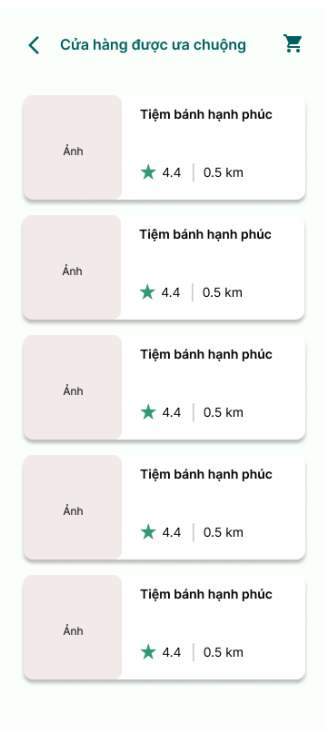 Cửa hàng được ưa chuộng
Tiệm bánh hạnh phúc
Ảnh
4.4 0.5 km
Tiệm bánh hạnh phúc
Ảnh
4.4 0.5 km
Tiệm bánh hạnh phúc
Ảnh
4.4 0.5 km
Tiệm bánh hạnh phúc
Ảnh
4.4 0.5 km
Tiệm bánh hạnh phúc
Ảnh
4.4 0.5 km